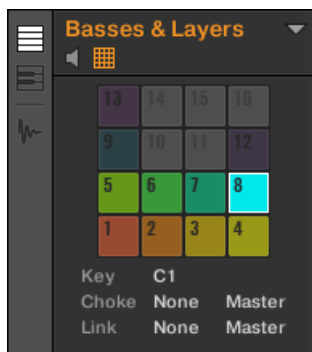 Basses & Layers
13 14 15 16
9 10 11 12
5 6 7 8
1 2 3 4
Key C1
Choke None Master
Link None Master